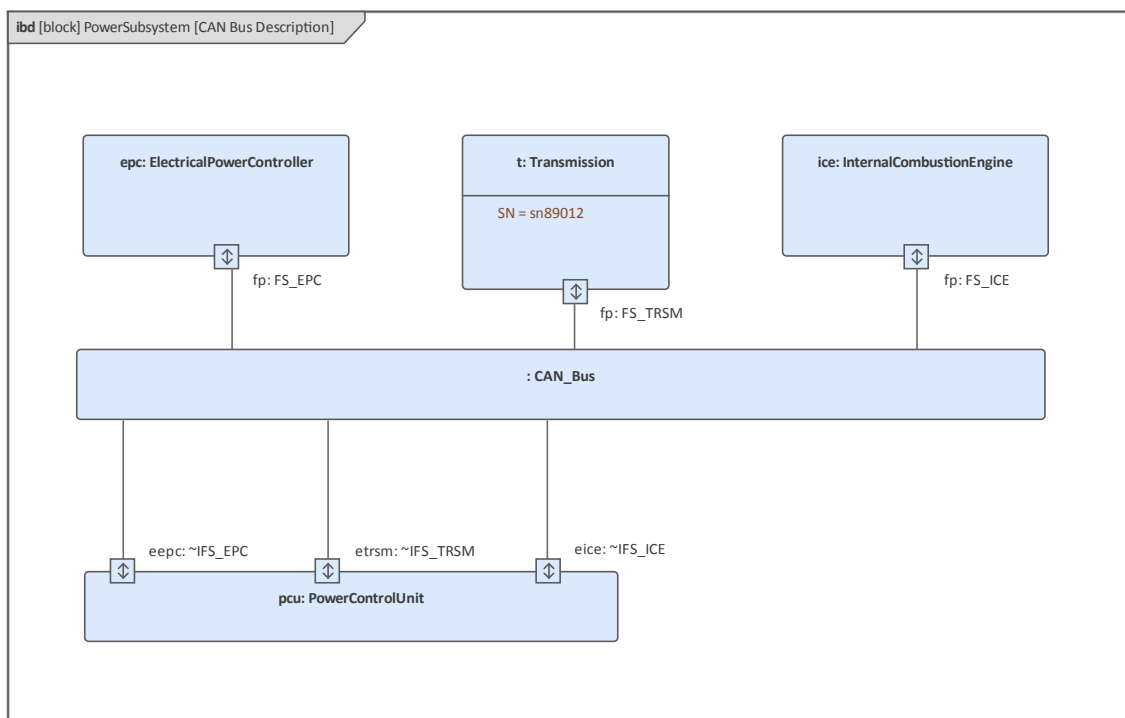 ibd [block] PowerSubsystem [CAN Bus Description]
epc: ElectricalPowerController
t: Transmission
ice: InternalCombustionEngine
SN = sn89012
fp: FS_EPC
fp: FS_TRSM
fp: FS_ICE
: CAN_Bus
eepc: ~IFS_EPC
etrsm: ~IFS_TRSM
eice: ~IFS_ICE
pcu: PowerControlUnit